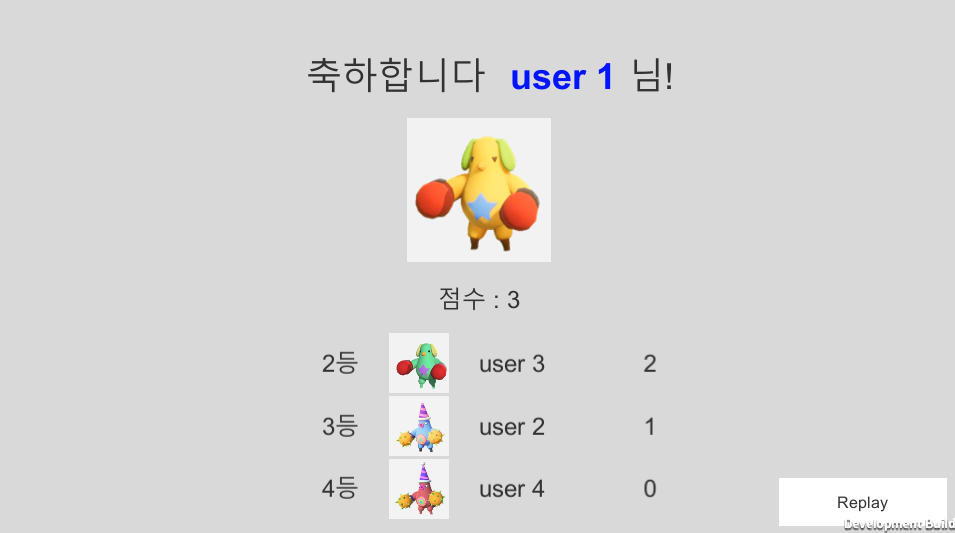 축하합니다 user 1 님!
점수 : 3
2등 user 3 2
3등 user 2 1
4등 user 4 0
Replay
Development Build